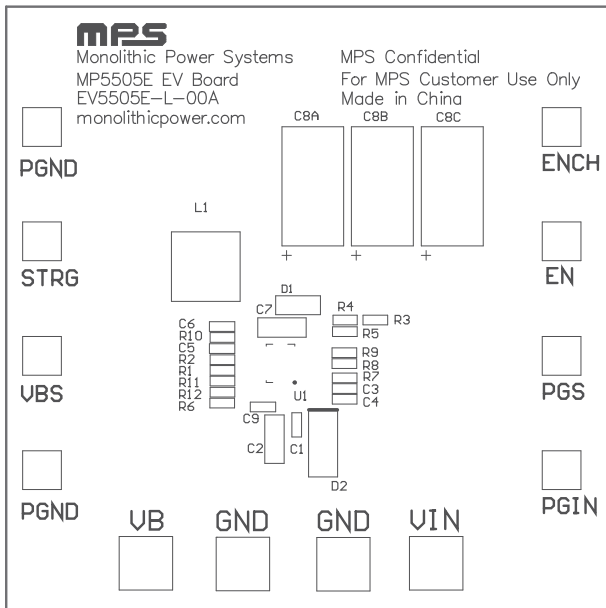 mps
Monolithic Power Systems
MP5505E EV Board
EV5505E-L-00A
monolithicpower.com
MPS Confidential
For MPS Customer Use Only
Made in China
C8A C8B C8C
PGND
ENCH
L1
+ + +
STRG
EN
D1
C7
R4
R3
R5
C6
R10
C5
R2
R1
R11
R12
R6
R9
R8
R7
C3
C4
U1
VBS
PGS
C9
C2
C1
D2
PGND
PGIN
VB GND GND VIN